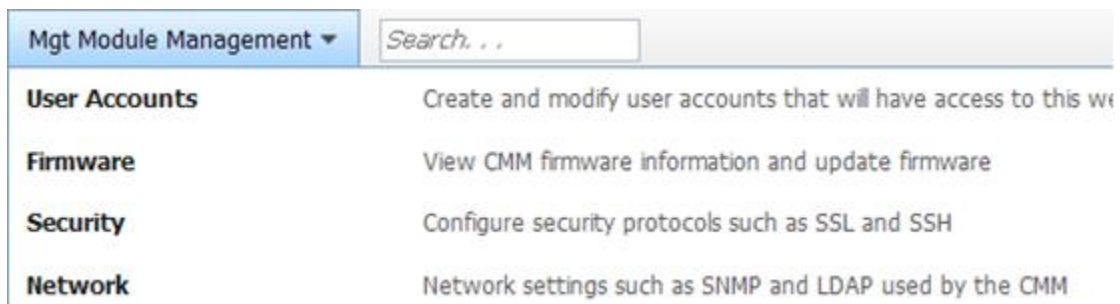 Mgt Module Management Search. . .
User Accounts Create and modify user accounts that will have access to this
Firmware View CMM firmware information and update firmware
Security Configure security protocols such as SSL and SSH
Network Network settings such as SNMP and LDAP used by the CMM